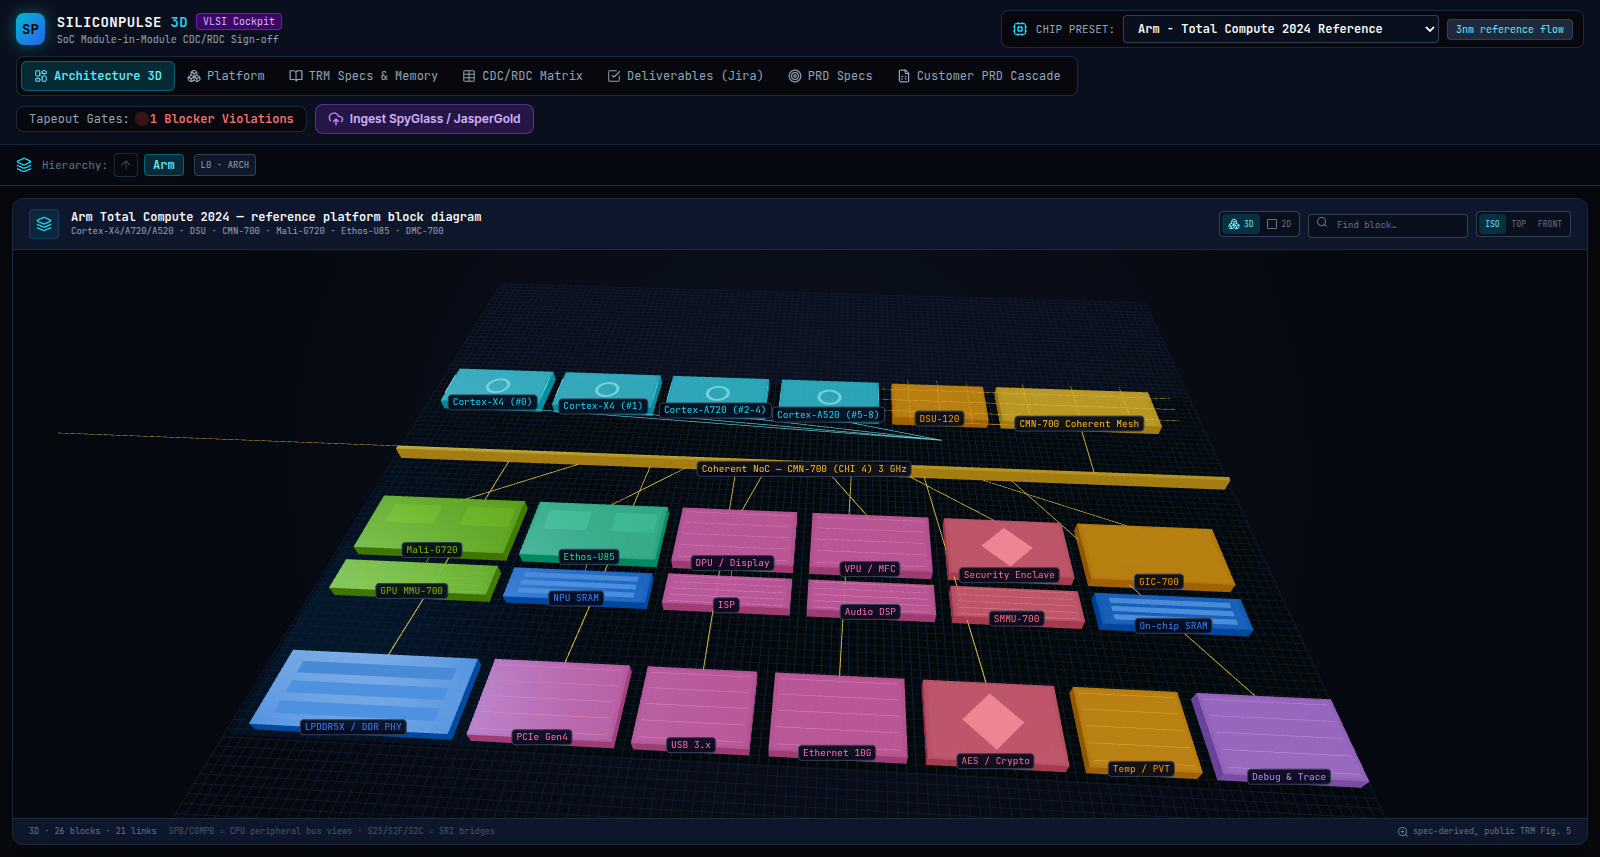 SP
SILICONPULSE 3D VLSI Cockpit
SoC Module-in-Module CDC/RDC Sign-off
CHIP PRESET: Arm - Total Compute 2024 Reference 3nm reference flow
Architecture 3D Platform TRM Specs & Memory CDC/RDC Matrix Deliverables (Jira) PRD Specs Customer PRD Cascade
Tapeout Gates: 1 Blocker Violations Ingest SpyGlass / JasperGold
Hierarchy: Arm L0 · ARCH
Arm Total Compute 2024 — reference platform block diagram
Cortex-X4/A720/A520 · DSU · CMN-700 · Mali-G720 · Ethos-U85 · DMC-700
3D 2D Find block… ISO TOP FRONT
Cortex-X4 (#0) Cortex-X4 (#1) Cortex-A720 (#2-4) Cortex-A520 (#5-8) DSU-120 CMN-700 Coherent Mesh
Coherent NoC — CMN-700 (CHI 4) 3 GHz
Mali-G720 Ethos-U85 DPU / Display VPU / MFC Security Enclave GIC-700
GPU MMU-700 NPU SRAM ISP Audio DSP SMMU-700 On-chip SRAM
LPDDR5X / DDR PHY PCIe Gen4 USB 3.x Ethernet 10G AES / Crypto Temp / PVT Debug & Trace
3D · 26 blocks · 21 links SPB/COMPB = CPU peripheral bus views · S2S/S2F/S2C = SRI bridges
spec-derived, public TRM Fig. 5